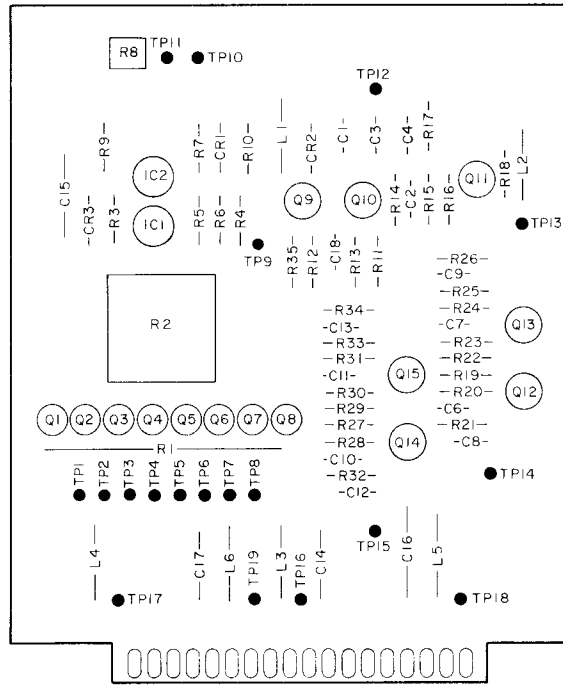 R8
TP11
TP10
TP12
R9
R7
CR1
R10
L1
CR2
C1
C3
C4
R17
C15
CR3
R3
IC2
IC1
R5
R6
R4
Q9
Q10
R14
C2
R15
R16
Q11
R18
L2
TP13
TP9
R35
R12
C18
R13
R11
R26
C9
R25
R24
C7
R23
R22
R19
R20
C6
R21
C8
Q13
Q12
R2
R34
C13
R33
R31
C11
R30
R29
R27
R28
C10
R32
C12
Q15
Q14
Q1 Q2 Q3 Q4 Q5 Q6 Q7 Q8
R1
TP1 TP2 TP3 TP4 TP5 TP6 TP7 TP8
TP14
L4
C17
L6
TP19
L3
TP16
C14
TP15
C16
L5
TP17
TP18